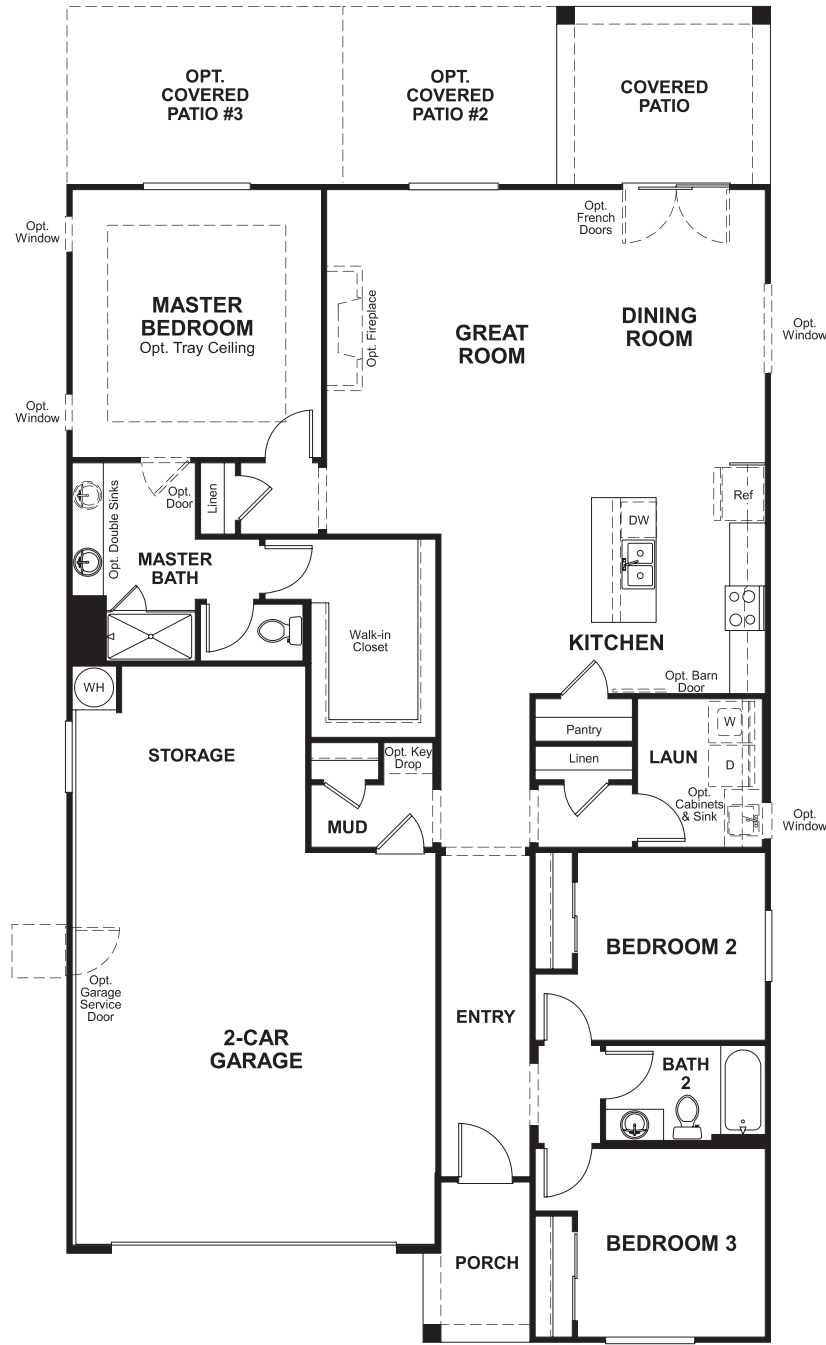 OPT.
COVERED
PATIO #3
OPT.
COVERED
PATIO #2
COVERED
PATIO
Opt.
Window
Opt.
French
Doors
MASTER
BEDROOM
Opt. Tray Ceiling
Opt. Fireplace
GREAT
ROOM
DINING
ROOM
Opt.
Window
Opt.
Window
Opt. Double Sinks
Opt.
Door
Linen
Ref
DW
MASTER
BATH
Walk-in
Closet
KITCHEN
Opt. Barn
Door
WH
STORAGE
Opt. Key
Drop
MUD
Pantry
Linen
LAUN
W
D
Opt.
Cabinets
& Sink
Opt.
Window
BEDROOM 2
Opt.
Garage
Service
Door
2-CAR
GARAGE
ENTRY
BATH
2
BEDROOM 3
PORCH